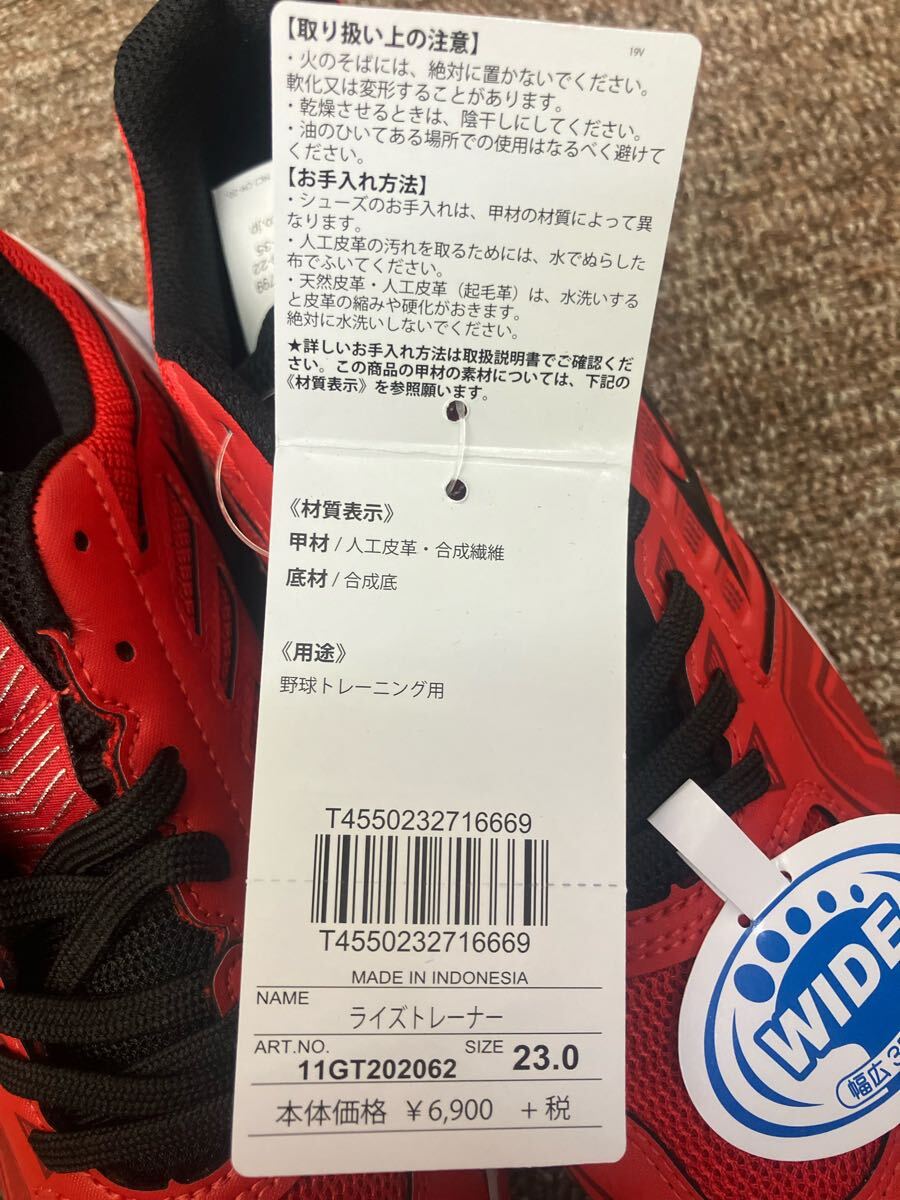 【取り扱い上の注意】
19V
・火のそばには、絶対に置かないでください。
軟化又は変形することがあります。
・乾燥させるときは、陰干しにしてください。
・油のひいてある場所での使用はなるべく避けて
ください。
【お手入れ方法】
・シューズのお手入れは、甲材の材質によって異
なります。
・人工皮革の汚れを取るためには、水でぬらした
布でふいてください。
・天然皮革・人工皮革（起毛革）は、水洗いする
と皮革の縮みや硬化がおきます。
絶対に水洗いしないでください。
★詳しいお手入れ方法は取扱説明書でご確認くだ
さい。この商品の甲材の素材については、下記の
《材質表示》を参照願います。
《材質表示》
甲材 / 人工皮革・合成繊維
底材 / 合成底
《用途》
野球トレーニング用
T4550232716669
T4550232716669
MADE IN INDONESIA
NAME
ライズトレーナー
ART.NO.
11GT202062
SIZE
23.0
本体価格 ￥6,900 +税
WIDE
幅広 3